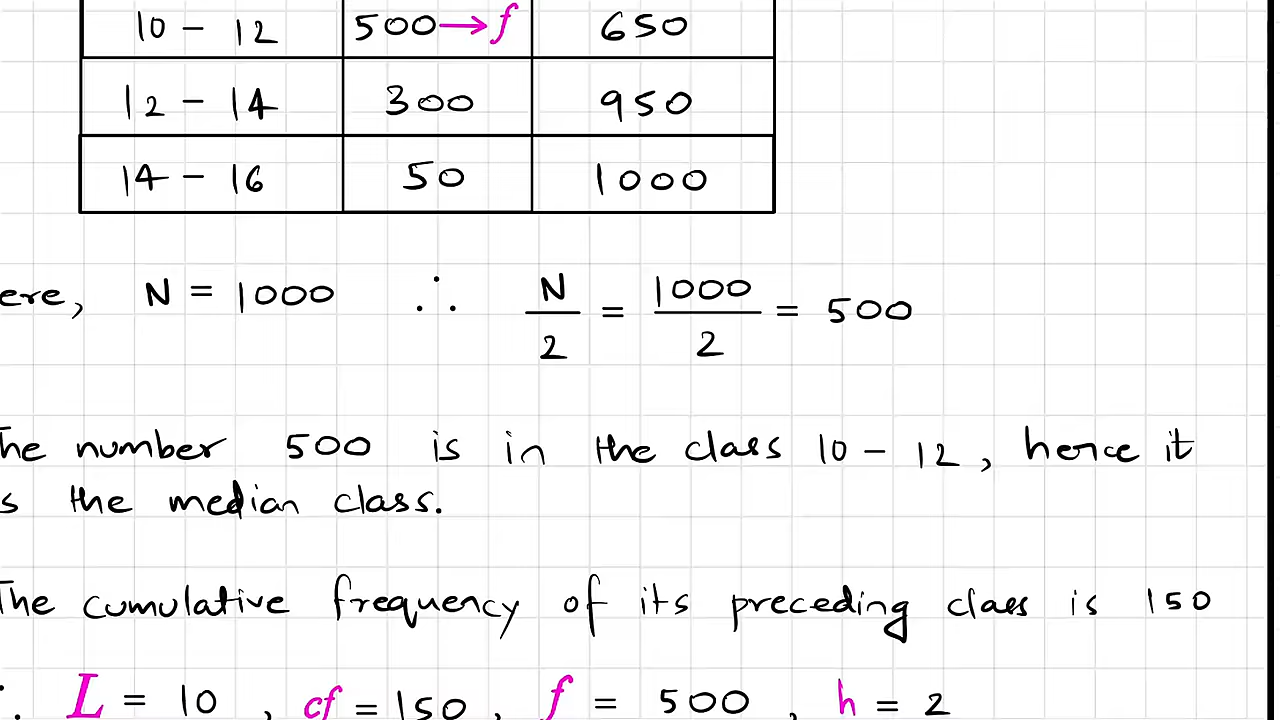 10 - 12 500 → f 650
12 - 14 300 950
14 - 16 50 1000
ere, N = 1000 ∴ N/2 = 1000/2 = 500
The number 500 is in the class 10 - 12, hence it
s the median class.
The cumulative frequency of its preceding class is 150
∴ L = 10, cf = 150, f = 500, h = 2